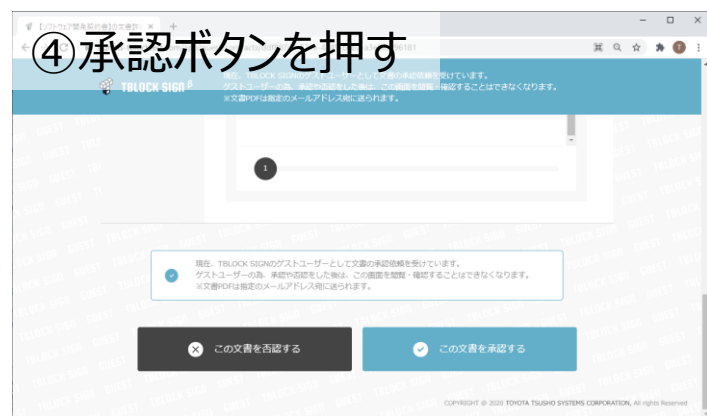 ④承認ボタンを押す
TBLOCK SIGN β
現在、TBLOCK SIGNのゲストユーザーとして文書の承認依頼を受けています。
ゲストユーザーの為、承認や否認をした後は、この画面を閲覧・確認することはできなくなります。
※文書PDFは指定のメールアドレス宛に送られます。
1
現在、TBLOCK SIGNのゲストユーザーとして文書の承認依頼を受けています。
ゲストユーザーの為、承認や否認をした後は、この画面を閲覧・確認することはできなくなります。
※文書PDFは指定のメールアドレス宛に送られます。
この文書を否認する
この文書を承認する
COPYRIGHT © 2020 TOYOTA TSUSHO SYSTEMS CORPORATION, All rights Reserved